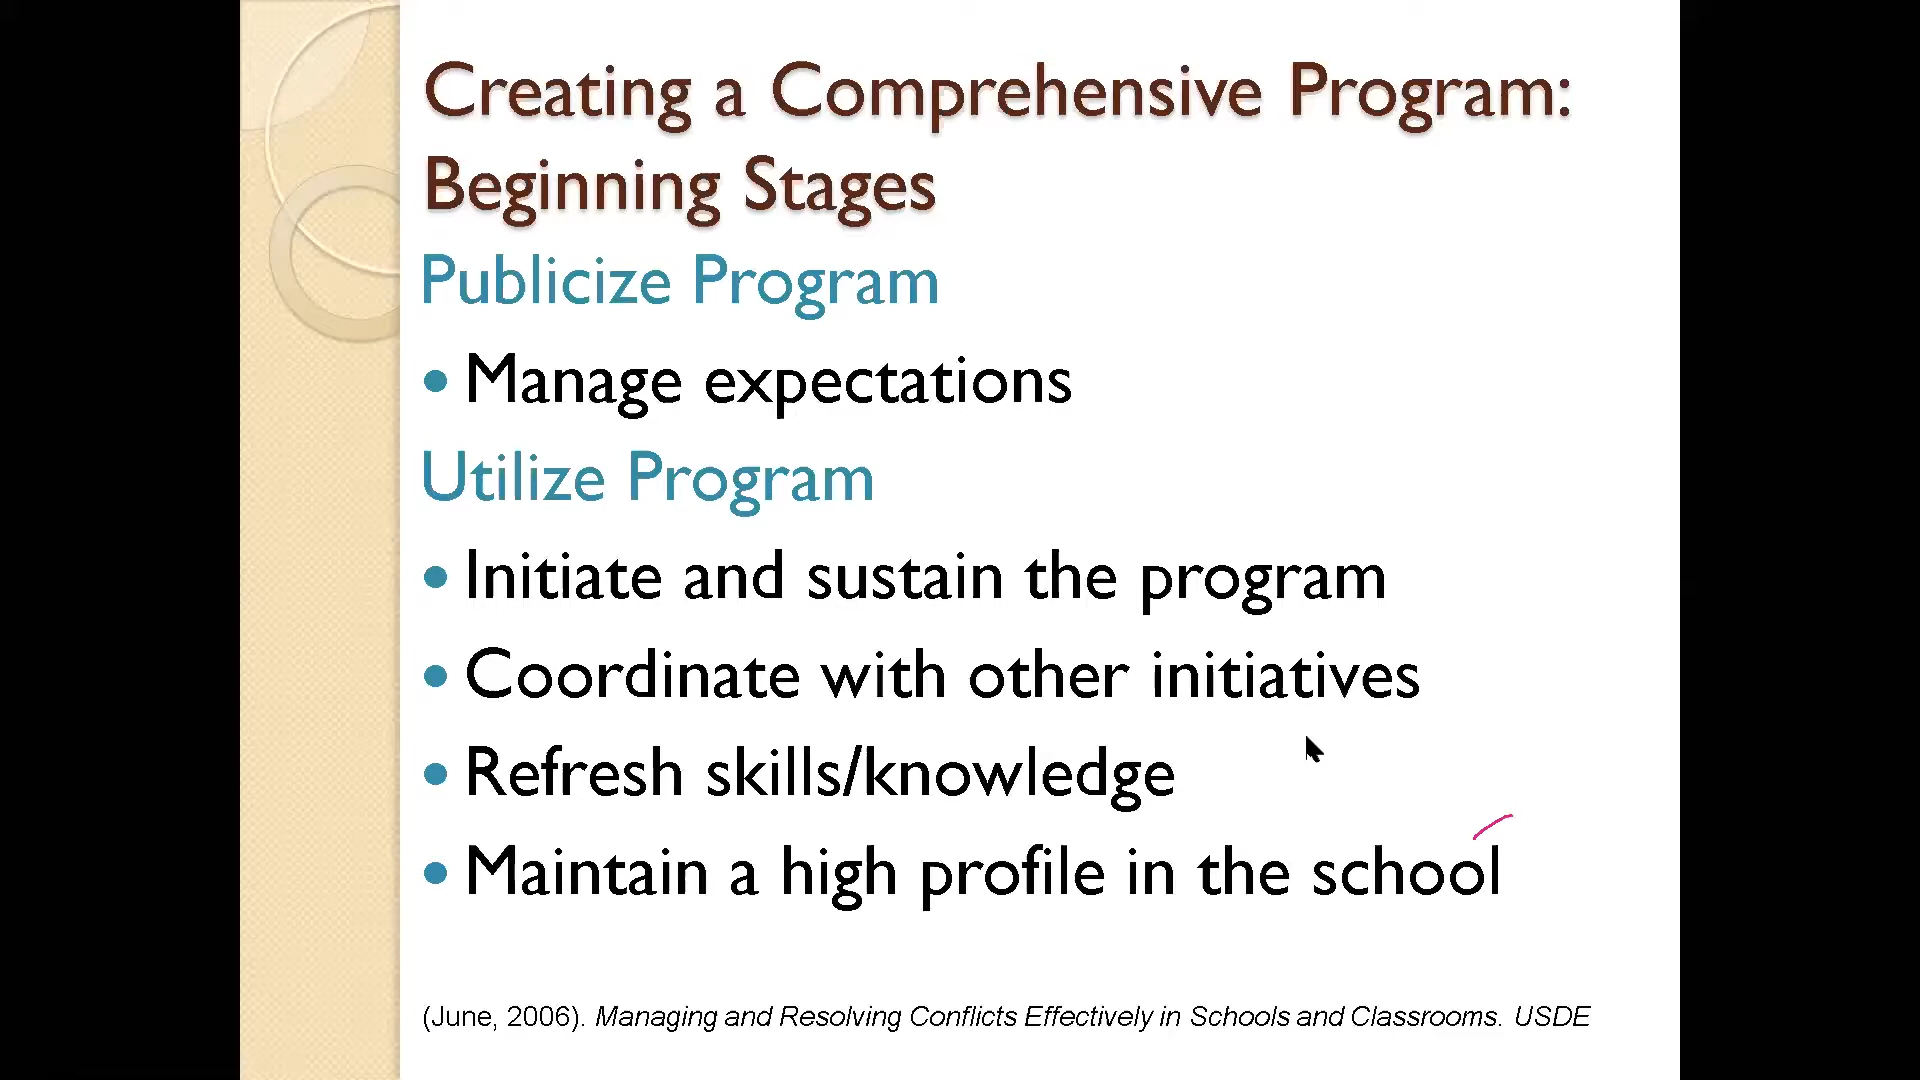 Creating a Comprehensive Program:
Beginning Stages
Publicize Program
• Manage expectations
Utilize Program
• Initiate and sustain the program
• Coordinate with other initiatives
• Refresh skills/knowledge
• Maintain a high profile in the school
(June, 2006). Managing and Resolving Conflicts Effectively in Schools and Classrooms. USDE